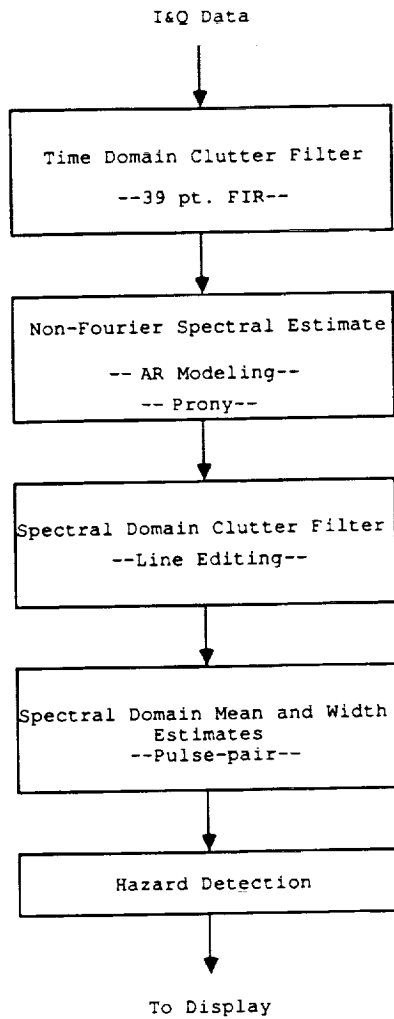 I&Q Data
Time Domain Clutter Filter
--39 pt. FIR--
Non-Fourier Spectral Estimate
-- AR Modeling--
-- Prony--
Spectral Domain Clutter Filter
--Line Editing--
Spectral Domain Mean and Width
Estimates
--Pulse-pair--
Hazard Detection
To Display